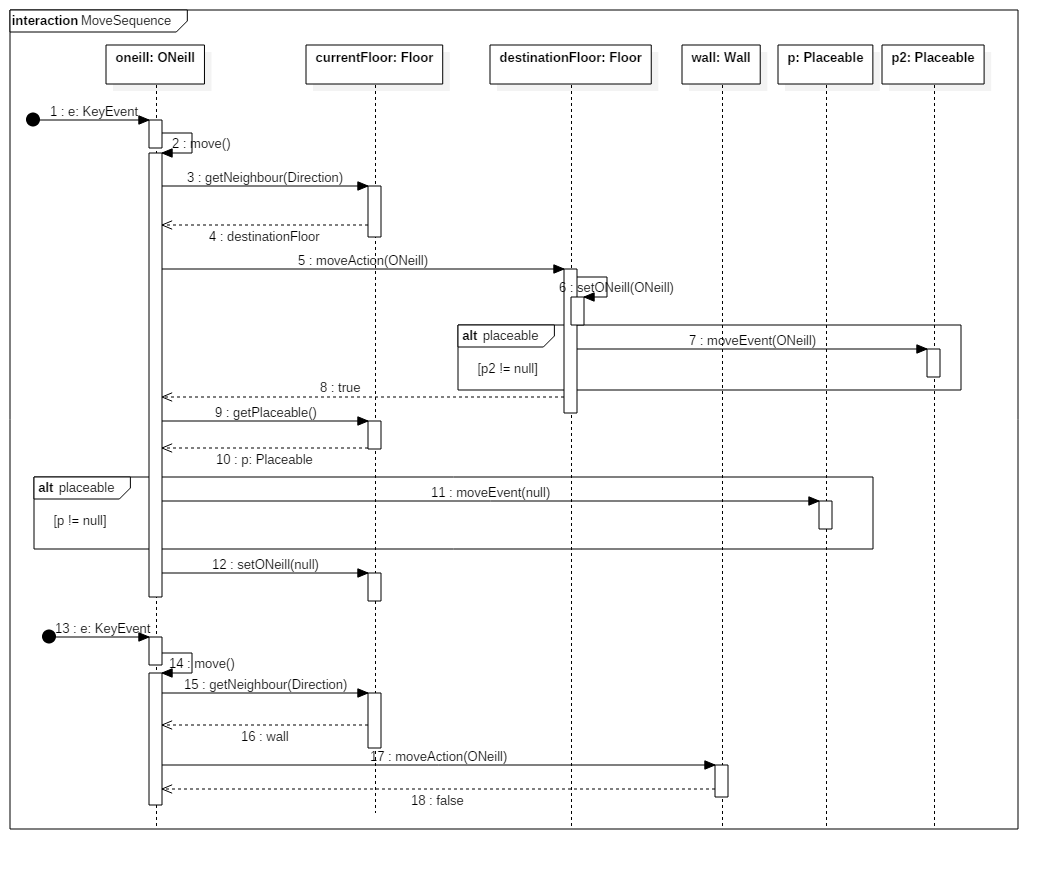 interaction MoveSequence
oneill: ONeill
currentFloor: Floor
destinationFloor: Floor
wall: Wall
p: Placeable
p2: Placeable
1 : e: KeyEvent
2 : move()
3 : getNeighbour(Direction)
4 : destinationFloor
5 : moveAction(ONeill)
6 : setONeill(ONeill)
alt placeable
7 : moveEvent(ONeill)
[p2 != null]
8 : true
9 : getPlaceable()
10 : p: Placeable
alt placeable
11 : moveEvent(null)
[p != null]
12 : setONeill(null)
13 : e: KeyEvent
14 : move()
15 : getNeighbour(Direction)
16 : wall
17 : moveAction(ONeill)
18 : false